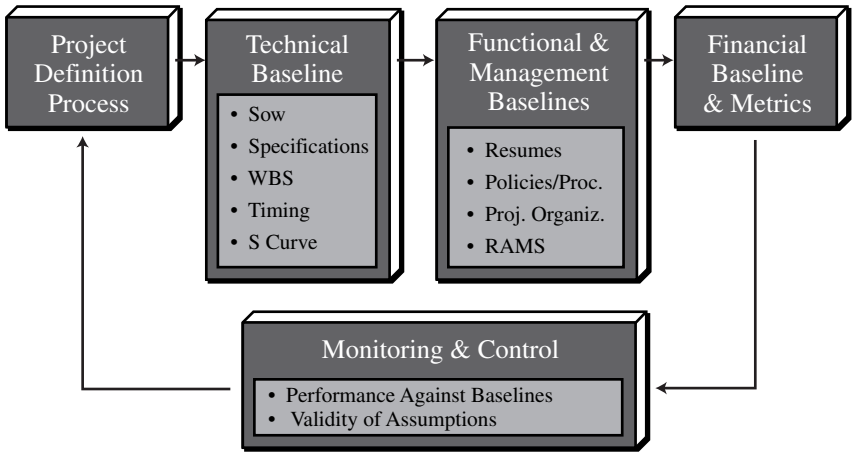 Project
Definition
Process
Technical
Baseline
• Sow
• Specifications
• WBS
• Timing
• S Curve
Functional &
Management
Baselines
• Resumes
• Policies/Proc.
• Proj. Organiz.
• RAMS
Financial
Baseline
& Metrics
Monitoring & Control
• Performance Against Baselines
• Validity of Assumptions